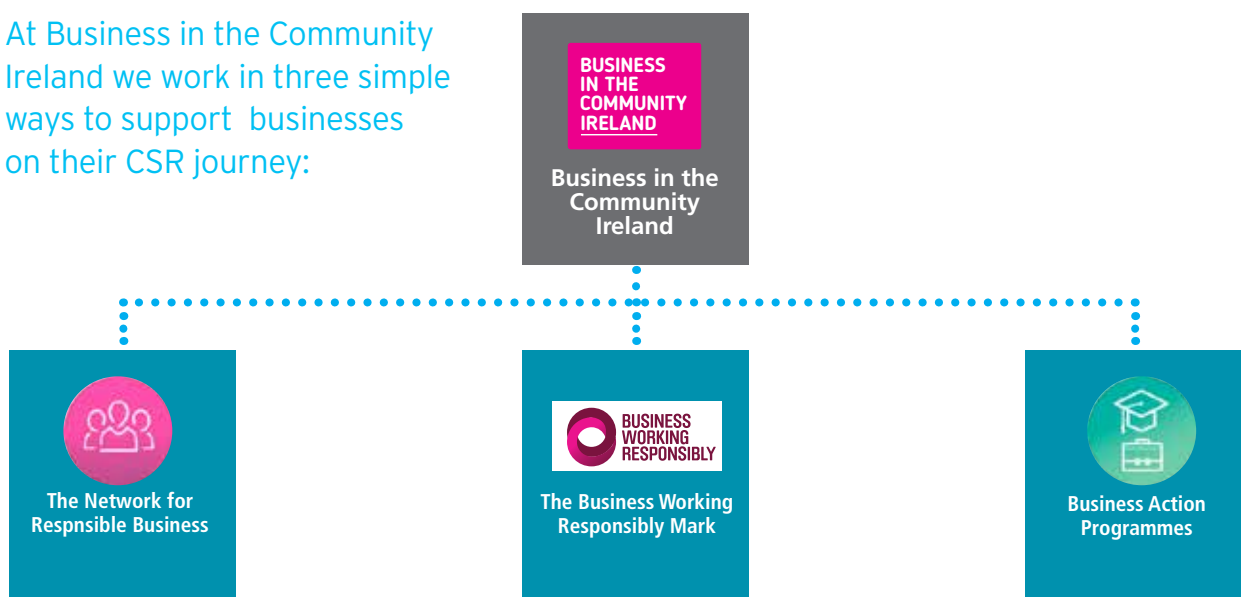 At Business in the Community
Ireland we work in three simple
ways to support businesses
on their CSR journey:
BUSINESS
IN THE
COMMUNITY
IRELAND
Business in the
Community
Ireland
The Network for
Respnsible Business
BUSINESS
WORKING
RESPONSIBLY
The Business Working
Responsibly Mark
Business Action
Programmes